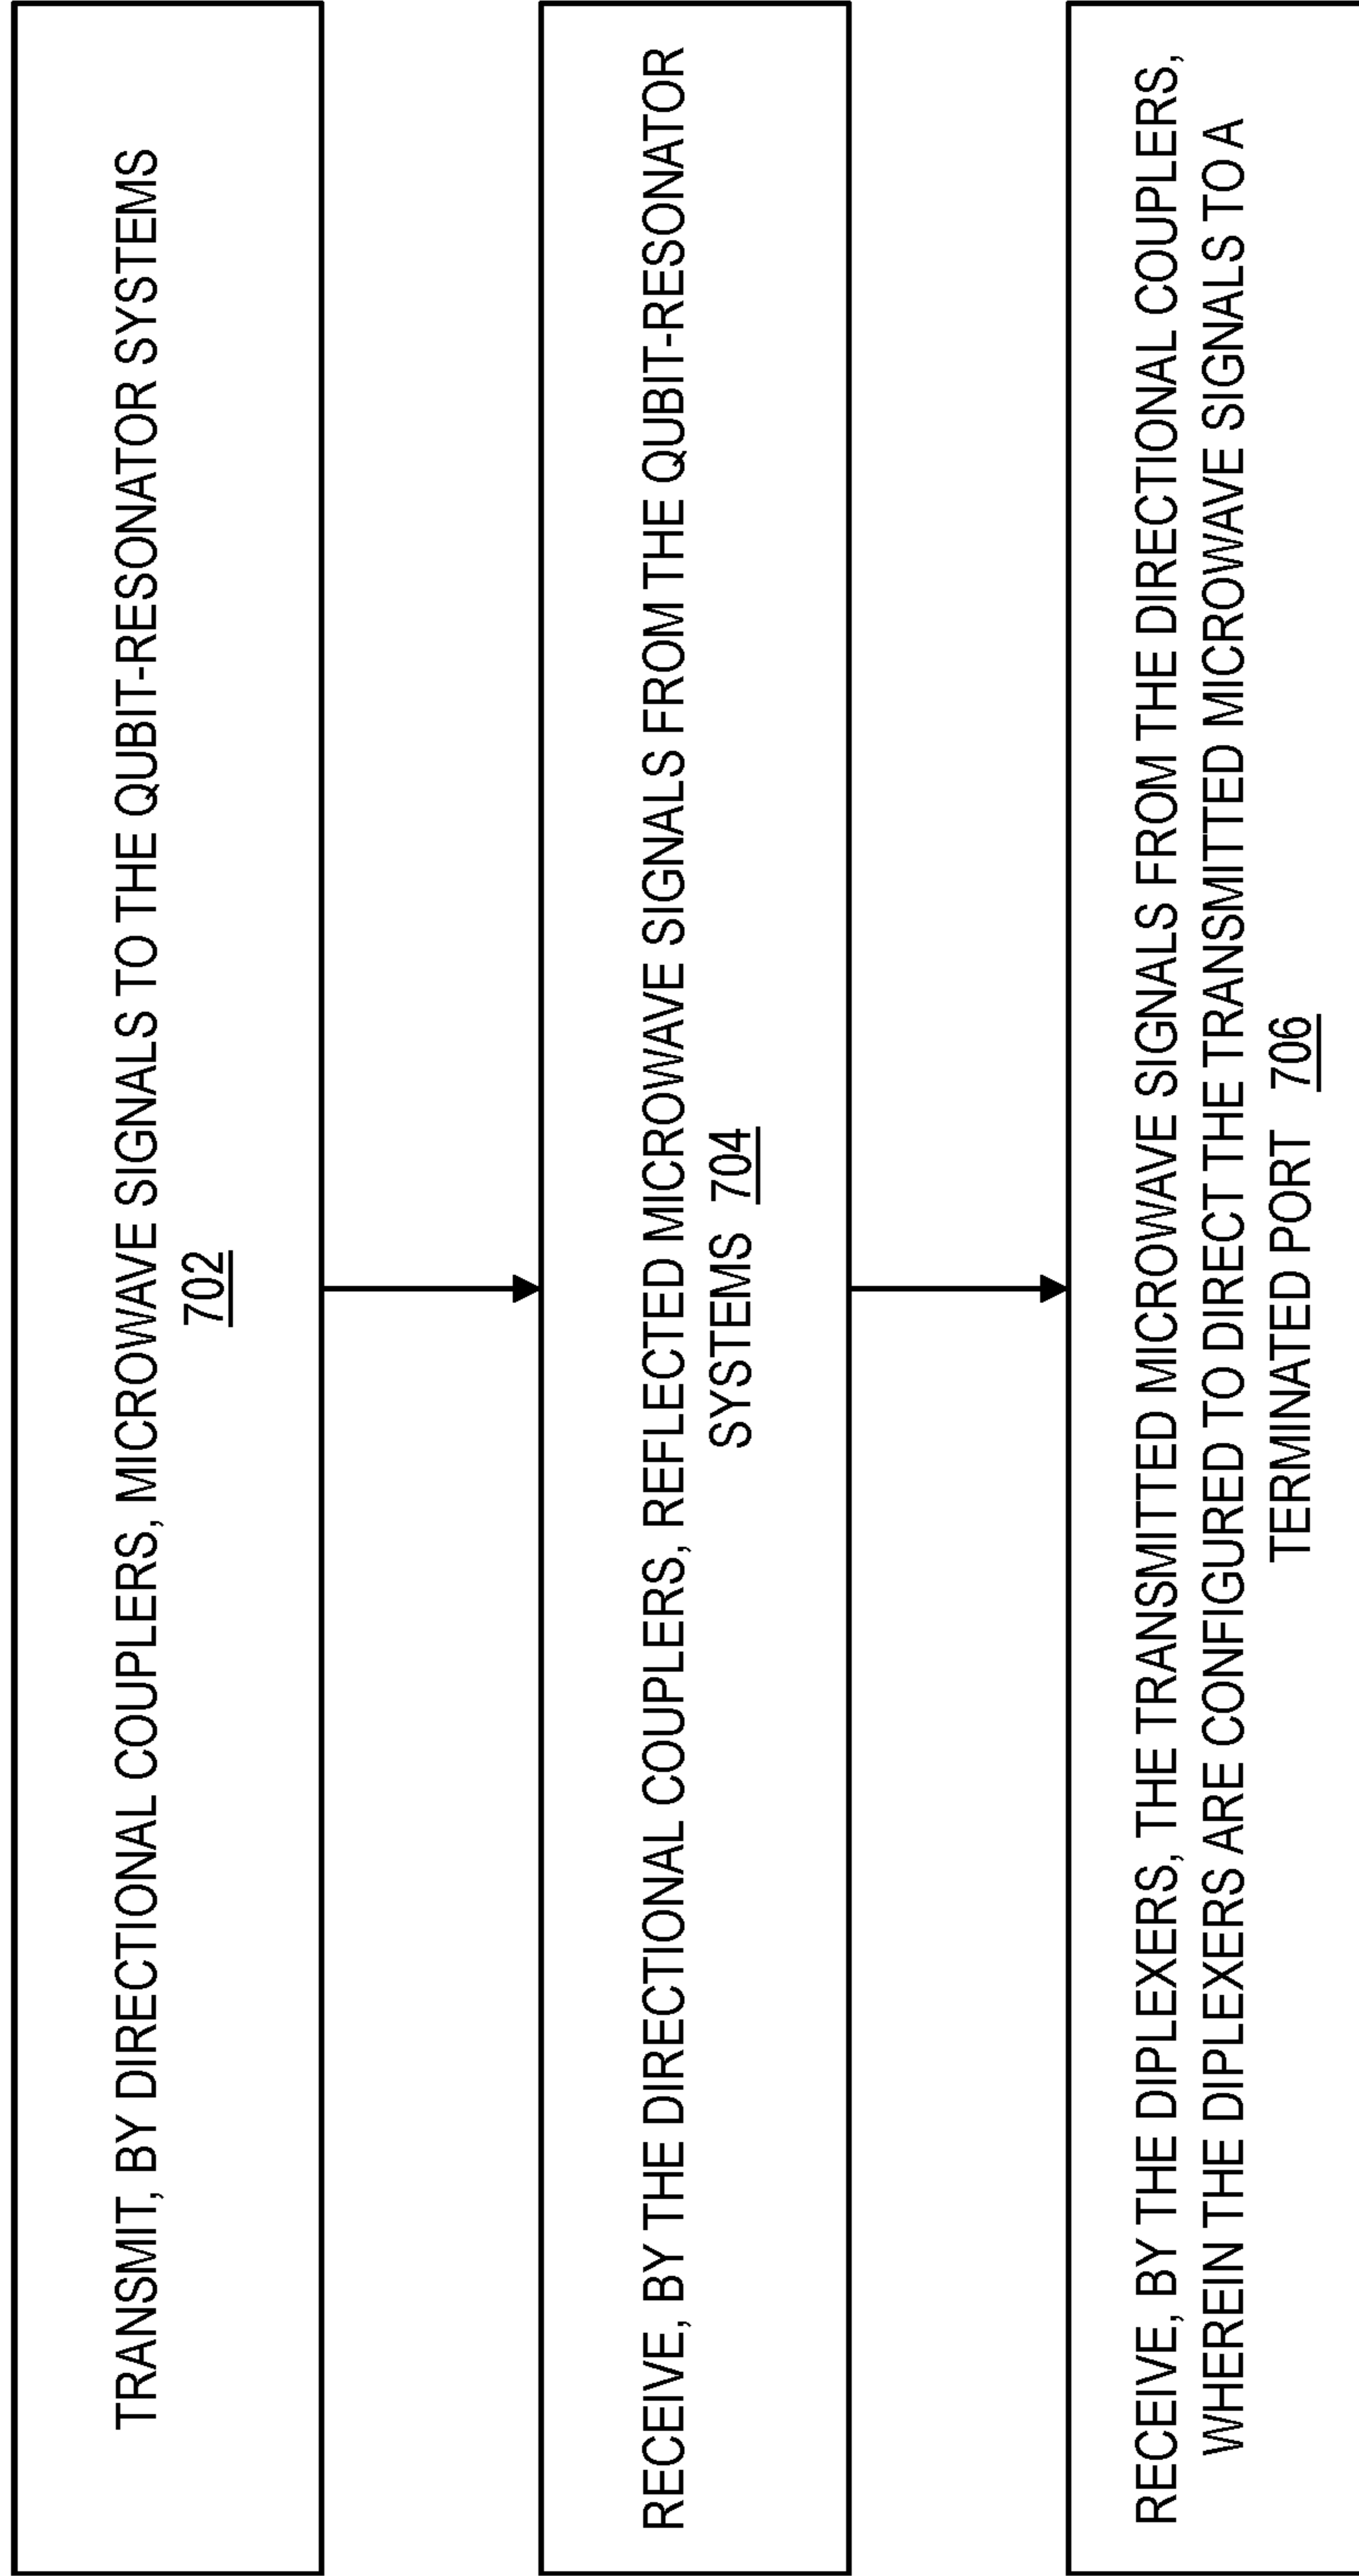 TRANSMIT, BY DIRECTIONAL COUPLERS, MICROWAVE SIGNALS TO THE QUBIT-RESONATOR SYSTEMS
702
RECEIVE, BY THE DIRECTIONAL COUPLERS, REFLECTED MICROWAVE SIGNALS FROM THE QUBIT-RESONATOR
SYSTEMS 704
RECEIVE, BY THE DIPLEXERS, THE TRANSMITTED MICROWAVE SIGNALS FROM THE DIRECTIONAL COUPLERS,
WHEREIN THE DIPLEXERS ARE CONFIGURED TO DIRECT THE TRANSMITTED MICROWAVE SIGNALS TO A
TERMINATED PORT 706